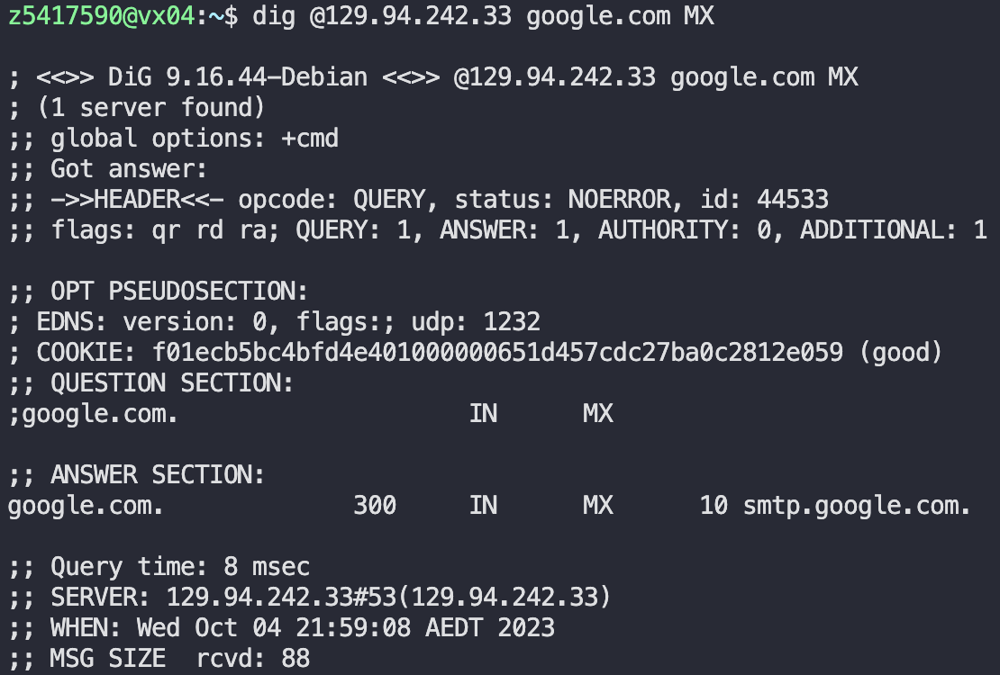 z5417590@vx04:~$ dig @129.94.242.33 google.com MX
; <<>> DiG 9.16.44-Debian <<>> @129.94.242.33 google.com MX
; (1 server found)
;; global options: +cmd
;; Got answer:
;; ->>HEADER<<- opcode: QUERY, status: NOERROR, id: 44533
;; flags: qr rd ra; QUERY: 1, ANSWER: 1, AUTHORITY: 0, ADDITIONAL: 1
;; OPT PSEUDOSECTION:
; EDNS: version: 0, flags:; udp: 1232
; COOKIE: f01ecb5bc4bfd4e401000000651d457cdc27ba0c2812e059 (good)
;; QUESTION SECTION:
;google.com. IN MX
;; ANSWER SECTION:
google.com. 300 IN MX 10 smtp.google.com.
;; Query time: 8 msec
;; SERVER: 129.94.242.33#53(129.94.242.33)
;; WHEN: Wed Oct 04 21:59:08 AEDT 2023
;; MSG SIZE  rcvd: 88